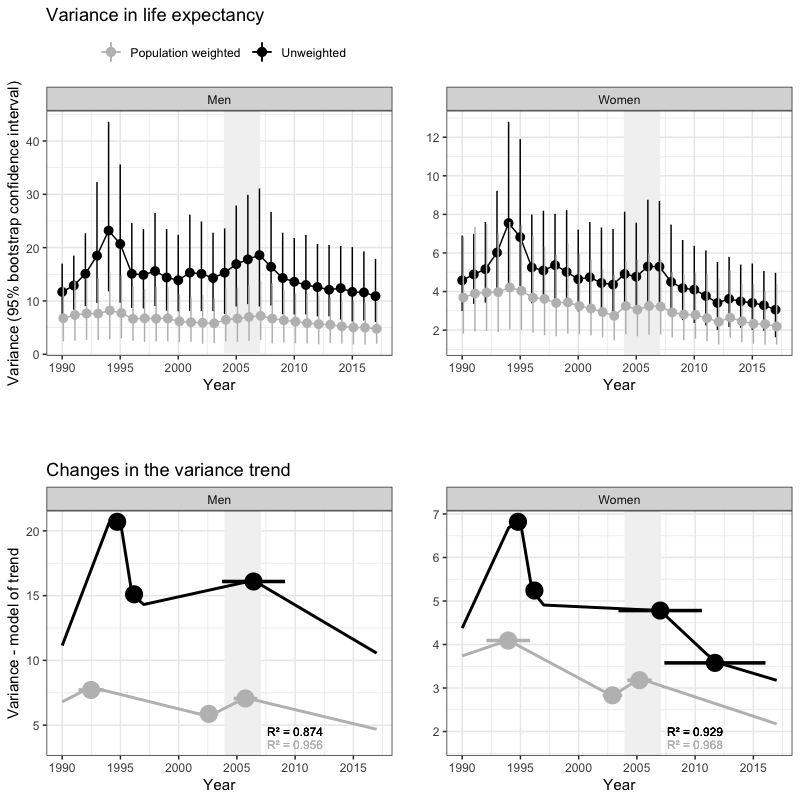 Variance in life expectancy
Population weighted Unweighted
Variance (95% bootstrap confidence interval)
Men
40
30
20
10
0
1990 1995 2000 2005 2010 2015
Year
Women
12
10
8
6
4
2
1990 1995 2000 2005 2010 2015
Year
Changes in the variance trend
Variance - model of trend
Men
20
15
10
5
R² = 0.874
R² = 0.956
1990 1995 2000 2005 2010 2015
Year
Women
7
6
5
4
3
2
R² = 0.929
R² = 0.968
1990 1995 2000 2005 2010 2015
Year